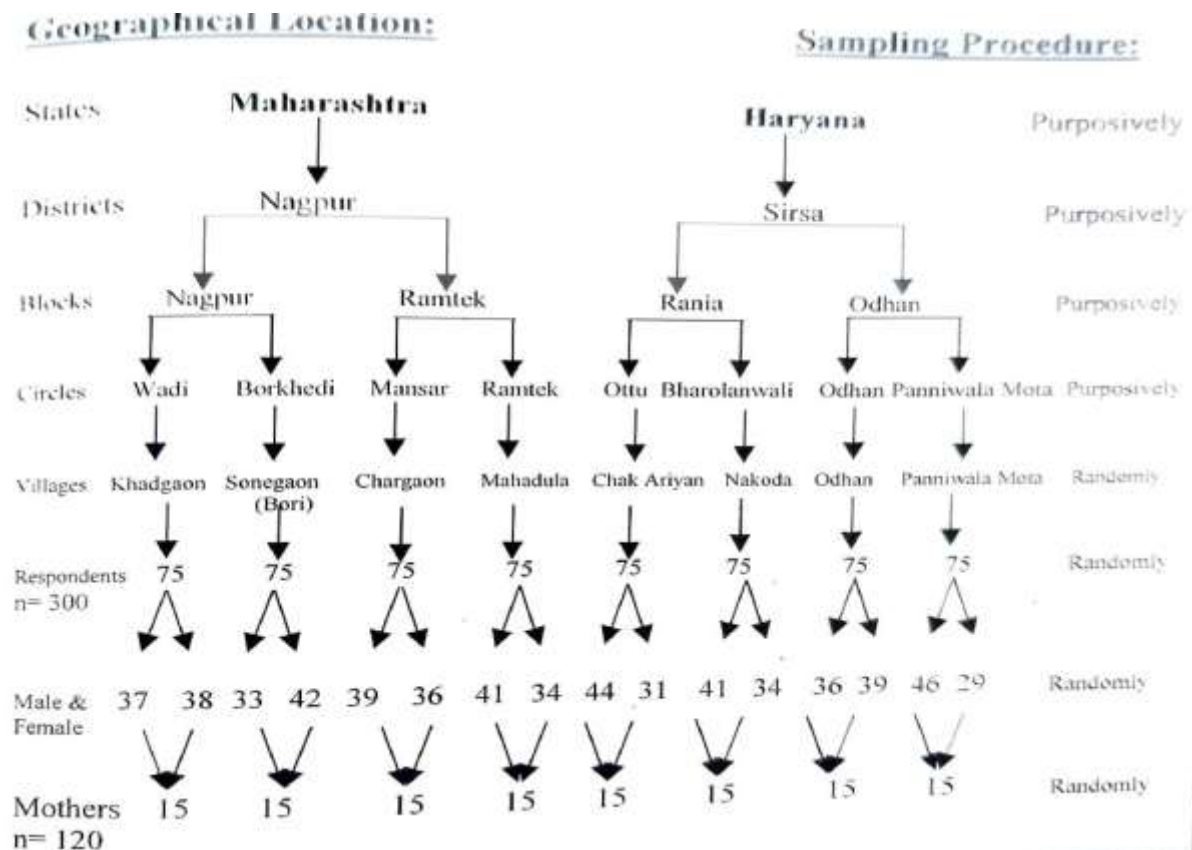 Geographical Location:
Sampling Procedure:
States Maharashtra Haryana Purposively
Districts Nagpur Sirsa Purposively
Blocks Nagpur Ramtek Rania Odhan Purposively
Circles Wadi Borkhedi Mansar Ramtek Ottu Bharolanwali Odhan Panniwala Mota Purposively
Villages Khadgaon Sonegaon Chargaon Mahadula Chak Ariyan Nakoda Odhan Panniwala Mota Randomly
(Bori)
Respondents 75 75 75 75 75 75 75 75 Randomly
n= 300
Male & 37 38 33 42 39 36 41 34 44 31 41 34 36 39 46 29 Randomly
Female
Mothers 15 15 15 15 15 15 15 15 Randomly
n= 120